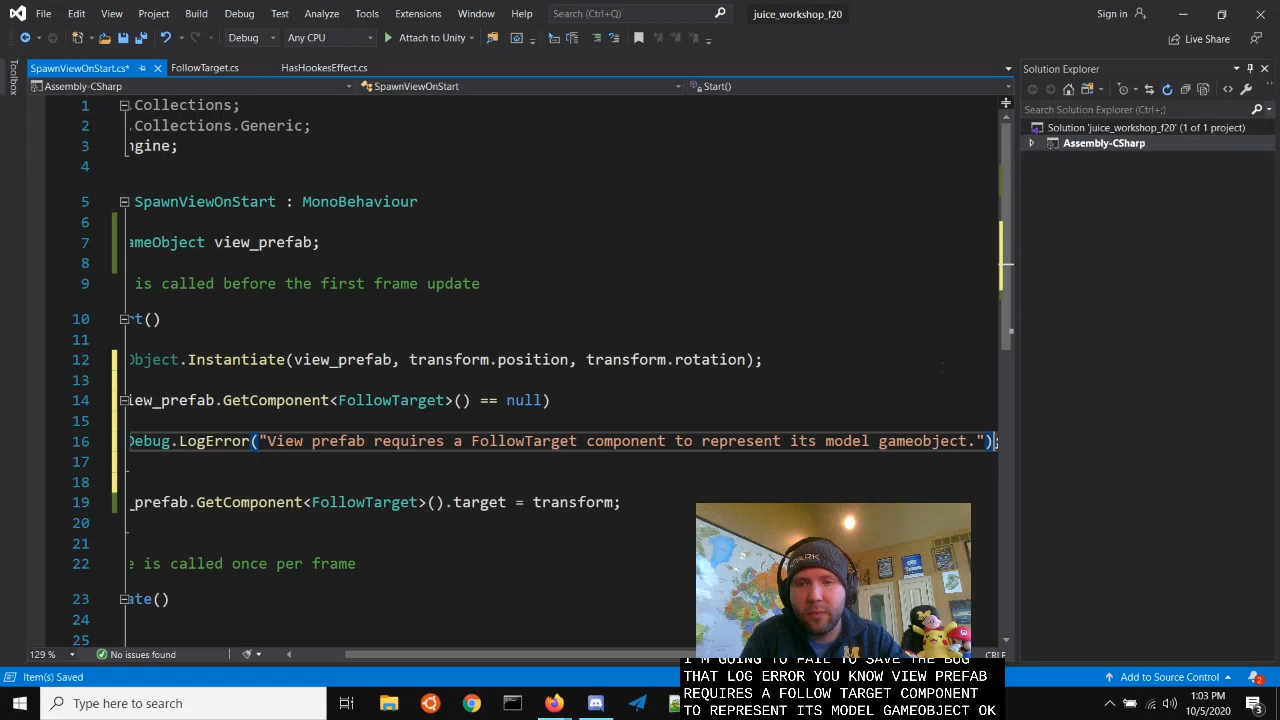 File Edit View Project Build Debug Test Analyze Tools Extensions Window Help Search (Ctrl+Q) juice_workshop_f20 Sign in
Debug Any CPU Attach to Unity Live Share
SpawnViewOnStart.cs* FollowTarget.cs HasHookesEffect.cs Solution Explorer
Assembly-CSharp SpawnViewOnStart Start()
Toolbox
Search Solution Explorer (Ctrl+;)
Solution 'juice_workshop_f20' (1 of 1 project)
Assembly-CSharp
1 .Collections;
2 .Collections.Generic;
3 ngine;
4
5 SpawnViewOnStart : MonoBehaviour
6
7 ameObject view_prefab;
8
9 is called before the first frame update
10 rt()
11
12 Object.Instantiate(view_prefab, transform.position, transform.rotation);
13
14 iew_prefab.GetComponent<FollowTarget>() == null)
15
16 Debug.LogError("View prefab requires a FollowTarget component to represent its model gameobject.");
17
18
19 _prefab.GetComponent<FollowTarget>().target = transform;
20
21
22 e is called once per frame
23 ate()
24
25
129 % No issues found CRLF
I'M GOING TO FAIL TO SAVE THE BUG
THAT LOG ERROR YOU KNOW VIEW PREFAB
REQUIRES A FOLLOW TARGET COMPONENT
TO REPRESENT ITS MODEL GAMEOBJECT OK
Item(s) Saved Add to Source Control 2
Type here to search 1:03 PM
10/5/2020 3